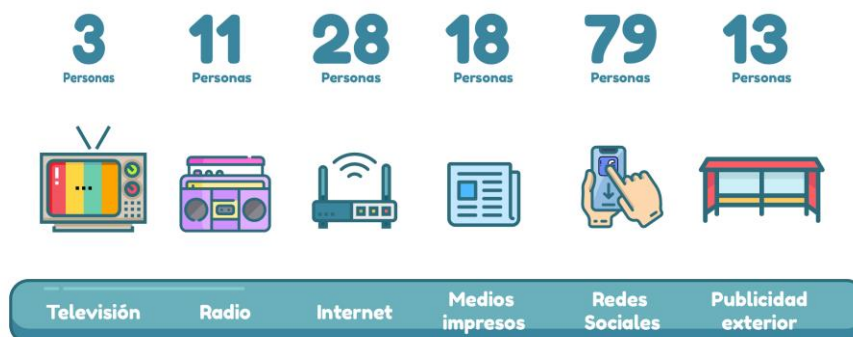 3 11 28 18 79 13
Personas Personas Personas Personas Personas Personas
Televisión Radio Internet Medios impresos Redes Sociales Publicidad exterior